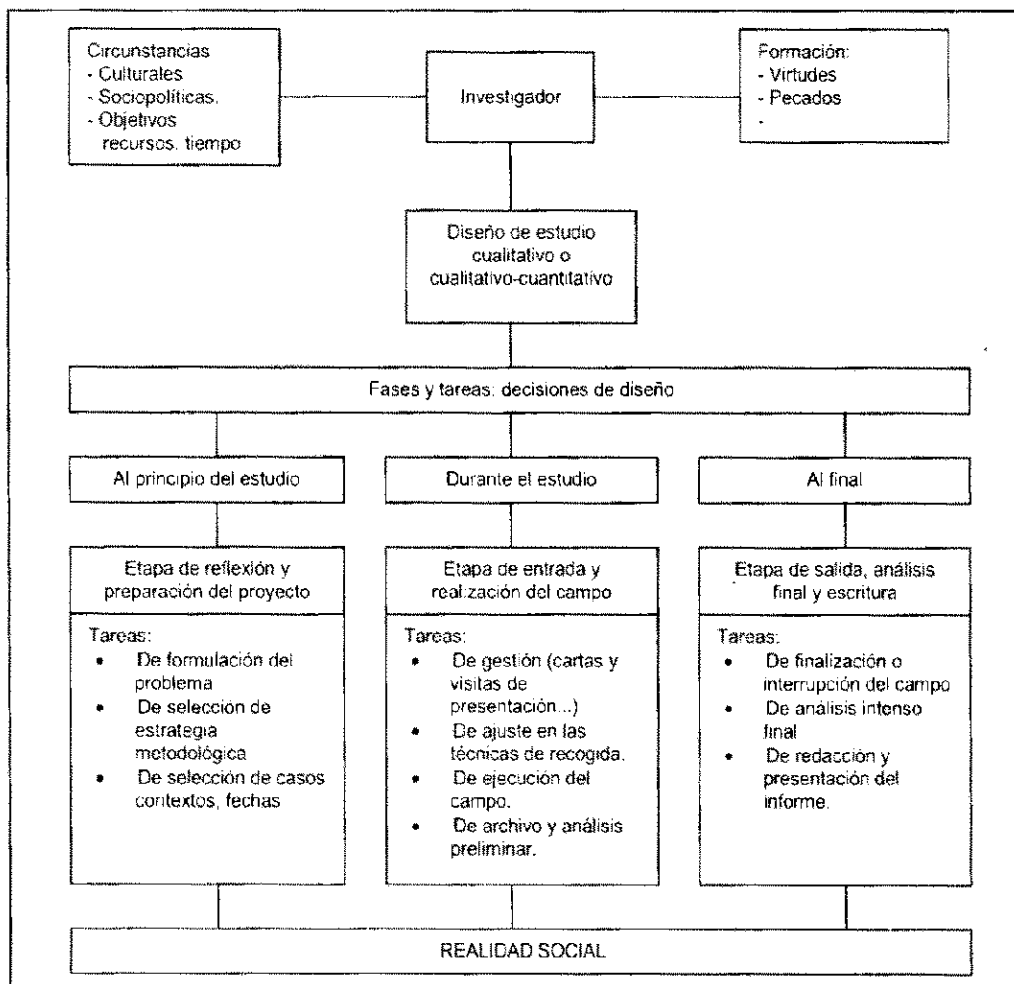 Circunstancias
- Culturales
- Sociopolíticas.
- Objetivos
recursos. tiempo
Investigador
Formación:
- Virtudes
- Pecados
-
Diseño de estudio
cualitativo o
cualitativo-cuantitativo
Fases y tareas: decisiones de diseño
Al principio del estudio
Durante el estudio
Al final
Etapa de reflexión y
preparación del proyecto
Tareas:
• De formulación del
problema
• De selección de
estrategia
metodológica
• De selección de casos
contextos, fechas
Etapa de entrada y
realización del campo
Tareas:
• De gestión (cartas y
visitas de
presentación...)
• De ajuste en las
técnicas de recogida.
• De ejecución del
campo.
• De archivo y análisis
preliminar.
Etapa de salida, análisis
final y escritura
Tareas:
• De finalización o
interrupción del campo
• De análisis intenso
final
• De redacción y
presentación del
informe.
REALIDAD SOCIAL